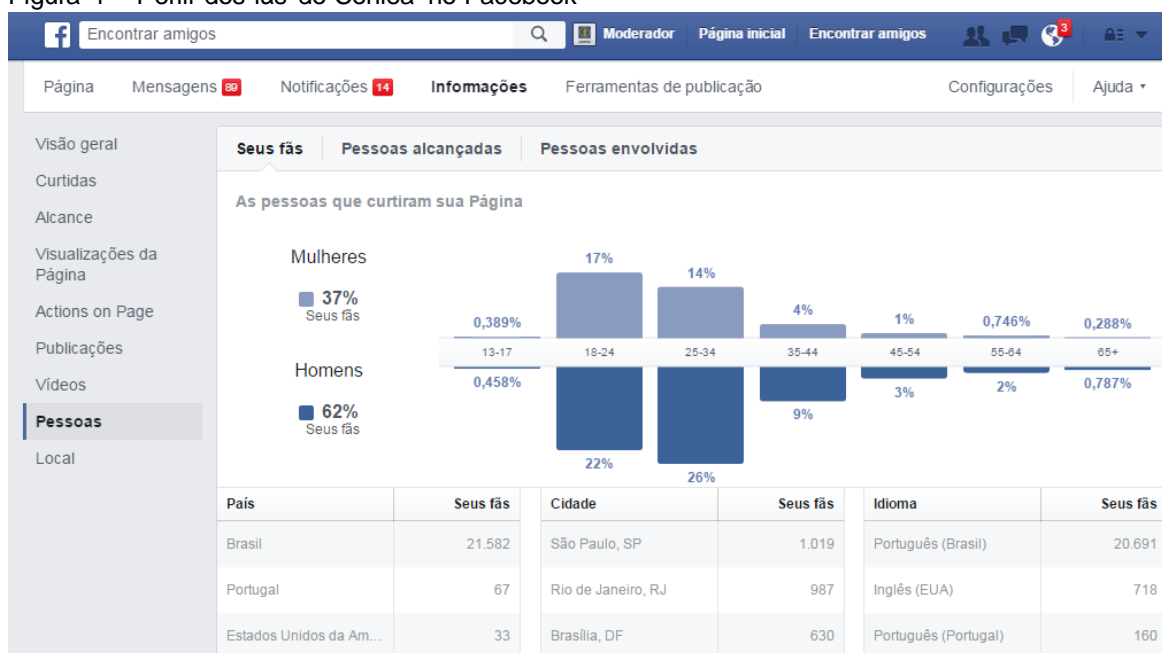 Encontrar amigos Moderador Página inicial Encontrar amigos 3
Página Mensagens 89 Notificações 14 Informações Ferramentas de publicação Configurações Ajuda
Visão geral
Curtidas
Alcance
Visualizações da
Página
Actions on Page
Publicações
Vídeos
Pessoas
Local
Seus fãs Pessoas alcançadas Pessoas envolvidas
As pessoas que curtiram sua Página
Mulheres
37%
Seus fãs
0,389% 17% 14% 4% 1% 0,746% 0,288%
13-17 18-24 25-34 35-44 45-54 55-64 65+
Homens
62%
Seus fãs
0,458% 22% 26% 9% 3% 2% 0,787%
País Seus fãs Cidade Seus fãs Idioma Seus fãs
Brasil 21.582 São Paulo, SP 1.019 Português (Brasil) 20.691
Portugal 67 Rio de Janeiro, RJ 987 Inglês (EUA) 718
Estados Unidos da Am... 33 Brasília, DF 630 Português (Portugal) 160